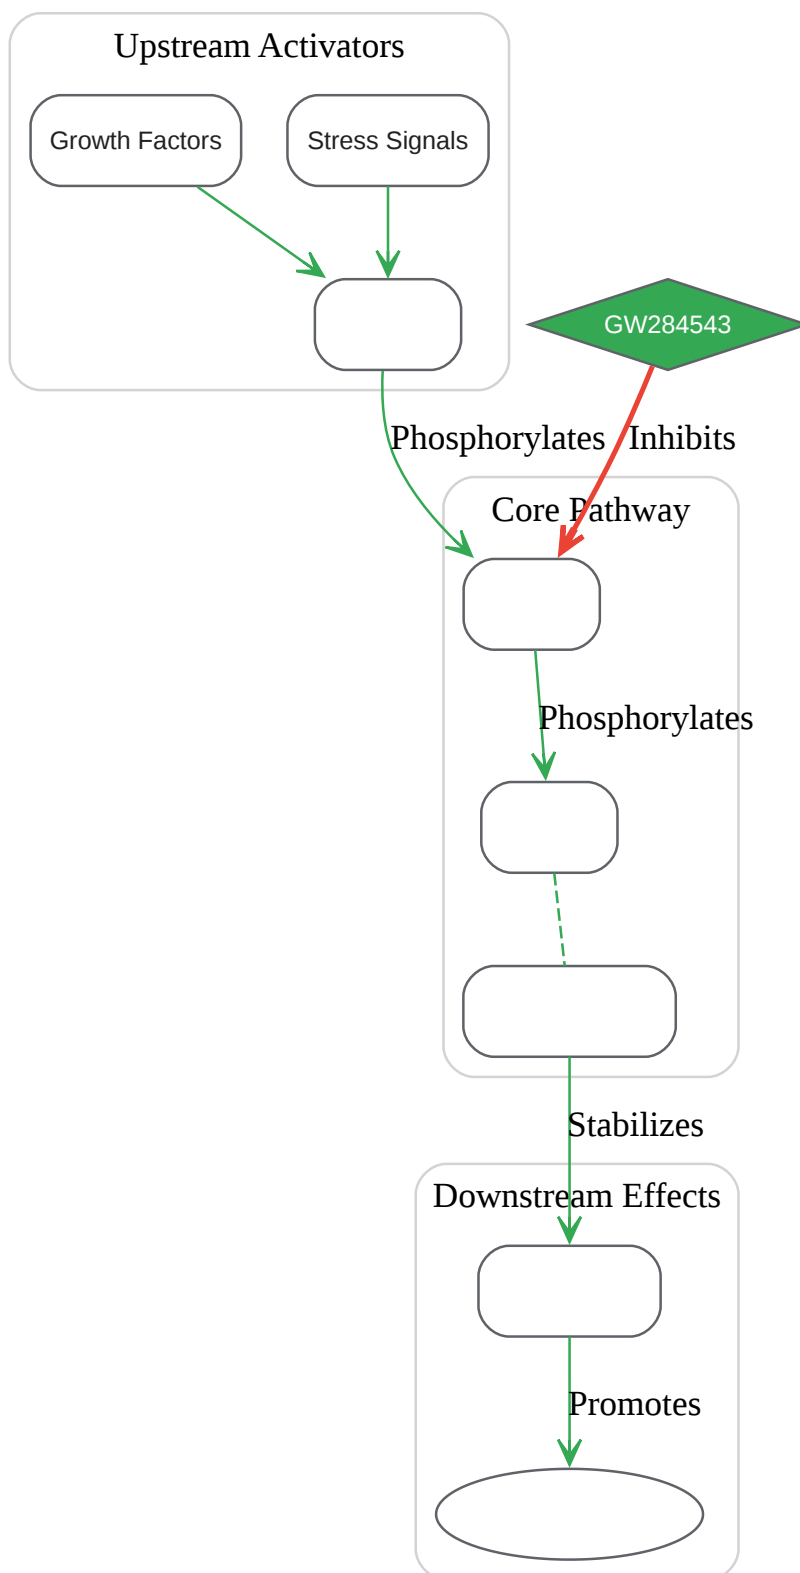 Upstream Activators
Growth Factors
Stress Signals
GW284543
Phosphorylates
Inhibits
Core Pathway
Phosphorylates
Stabilizes
Downstream Effects
Promotes